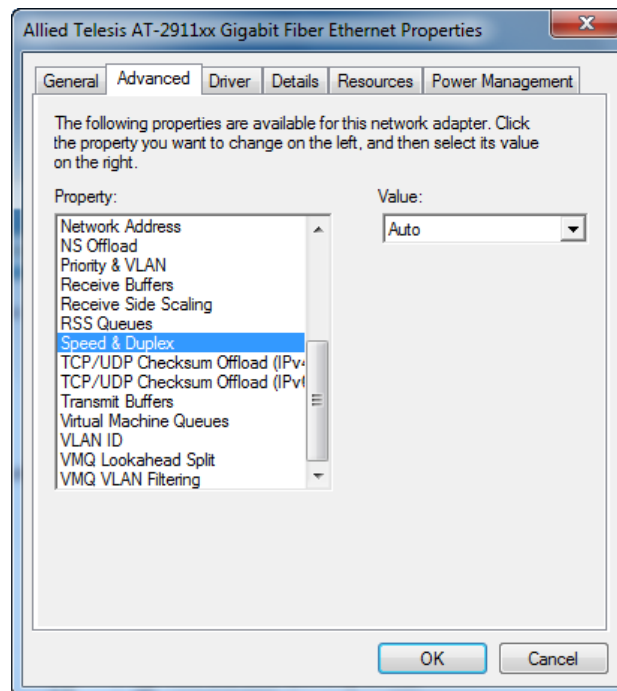 Allied Telesis AT-2911xx Gigabit Fiber Ethernet Properties
General Advanced Driver Details Resources Power Management
The following properties are available for this network adapter. Click
the property you want to change on the left, and then select its value
on the right.
Property:
Value:
Network Address
NS Offload
Priority & VLAN
Receive Buffers
Receive Side Scaling
RSS Queues
Speed & Duplex
TCP/UDP Checksum Offload (IPv
TCP/UDP Checksum Offload (IPv
Transmit Buffers
Virtual Machine Queues
VLAN ID
VMQ Lookahead Split
VMQ VLAN Filtering
Auto
OK
Cancel